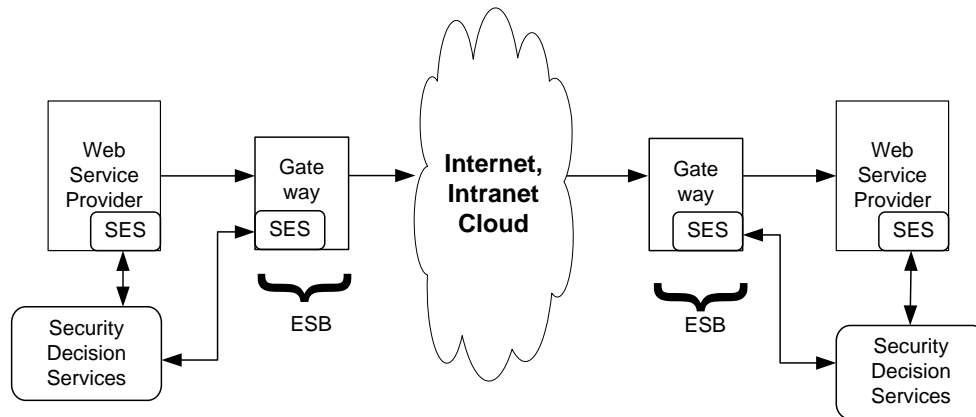 Web
Service
Provider
SES
Gate
way
SES
ESB
Security
Decision
Services
Internet,
Intranet
Cloud
Gate
way
SES
ESB
Web
Service
Provider
SES
Security
Decision
Services